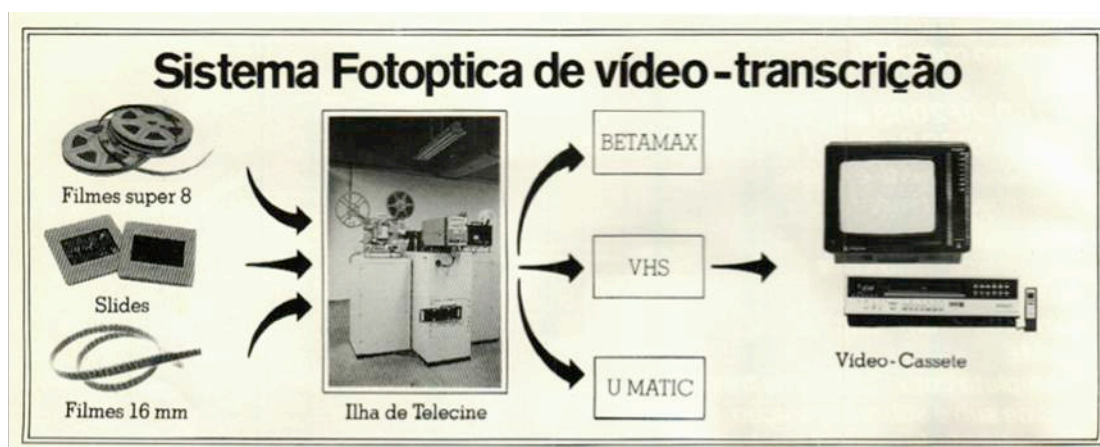 Sistema Fotoptica de vídeo-transcrição
Filmes super 8
Slides
Filmes 16 mm
Ilha de Telecine
BETAMAX
VHS
U MATIC
Vídeo-Cassete